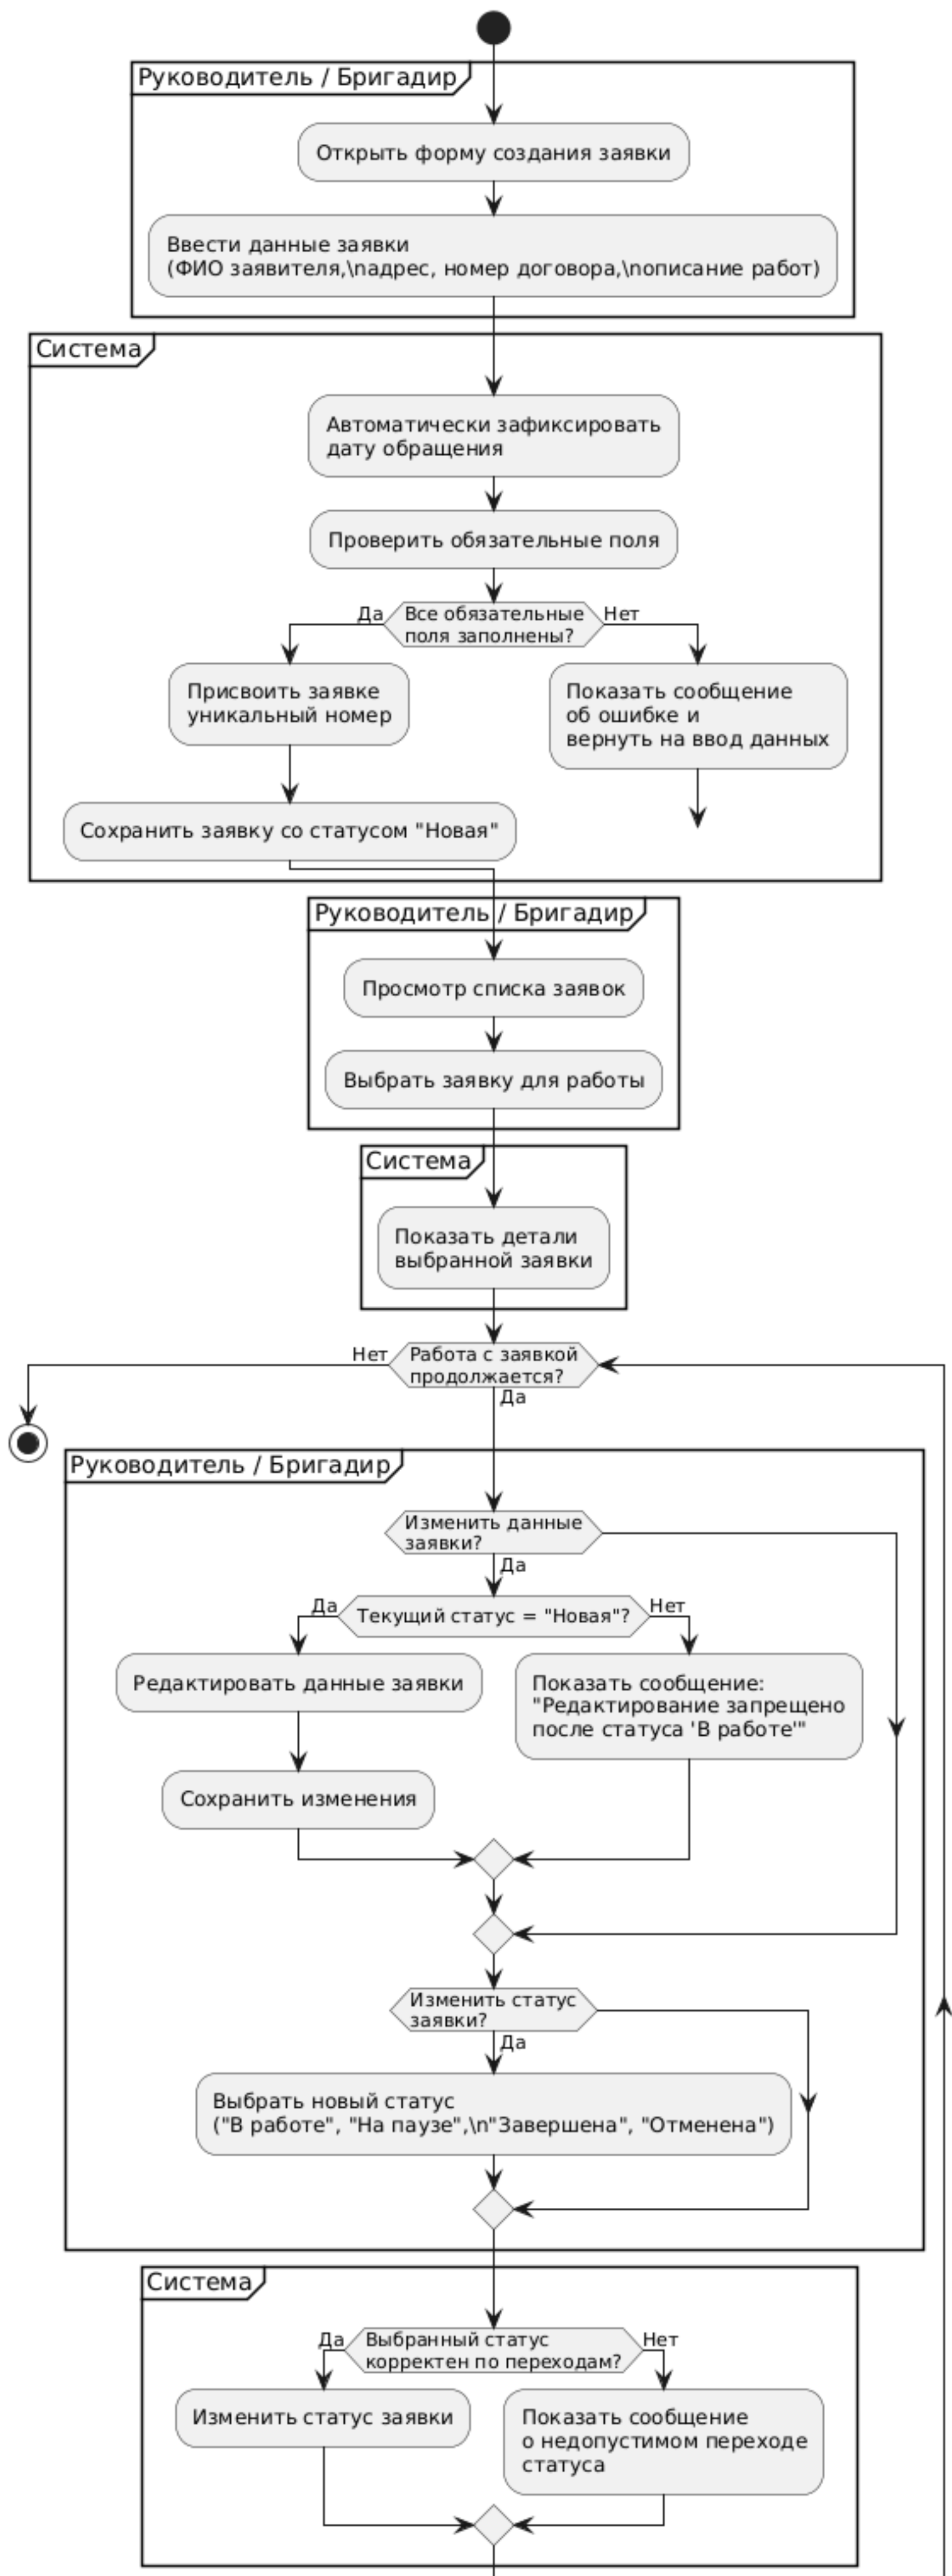 Руководитель / Бригадир
Открыть форму создания заявки
Ввести данные заявки
(ФИО заявителя,\nадрес, номер договора,\nописание работ)
Система
Автоматически зафиксировать
дату обращения
Проверить обязательные поля
Да
Все обязательные
поля заполнены?
Нет
Присвоить заявке
уникальный номер
Показать сообщение
об ошибке и
вернуть на ввод данных
Сохранить заявку со статусом "Новая"
Руководитель / Бригадир
Просмотр списка заявок
Выбрать заявку для работы
Система
Показать детали
выбранной заявки
Нет
Работа с заявкой
продолжается?
Да
Руководитель / Бригадир
Изменить данные
заявки?
Да
Да
Текущий статус = "Новая"?
Нет
Редактировать данные заявки
Показать сообщение:
"Редактирование запрещено
после статуса 'В работе'"
Сохранить изменения
Изменить статус
заявки?
Да
Выбрать новый статус
("В работе", "На паузе",\n"Завершена", "Отменена")
Система
Да
Выбранный статус
корректен по переходам?
Нет
Изменить статус заявки
Показать сообщение
о недопустимом переходе
статуса